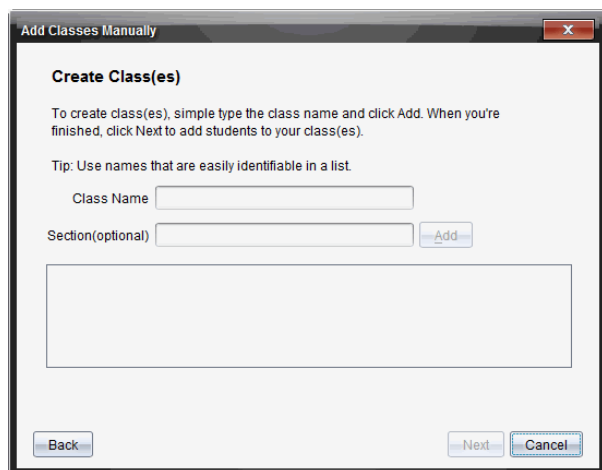 Add Classes Manually
Create Class(es)
To create class(es), simple type the class name and click Add. When you're
finished, click Next to add students to your class(es).
Tip: Use names that are easily identifiable in a list.
Class Name
Section(optional)
Add
Back
Next
Cancel